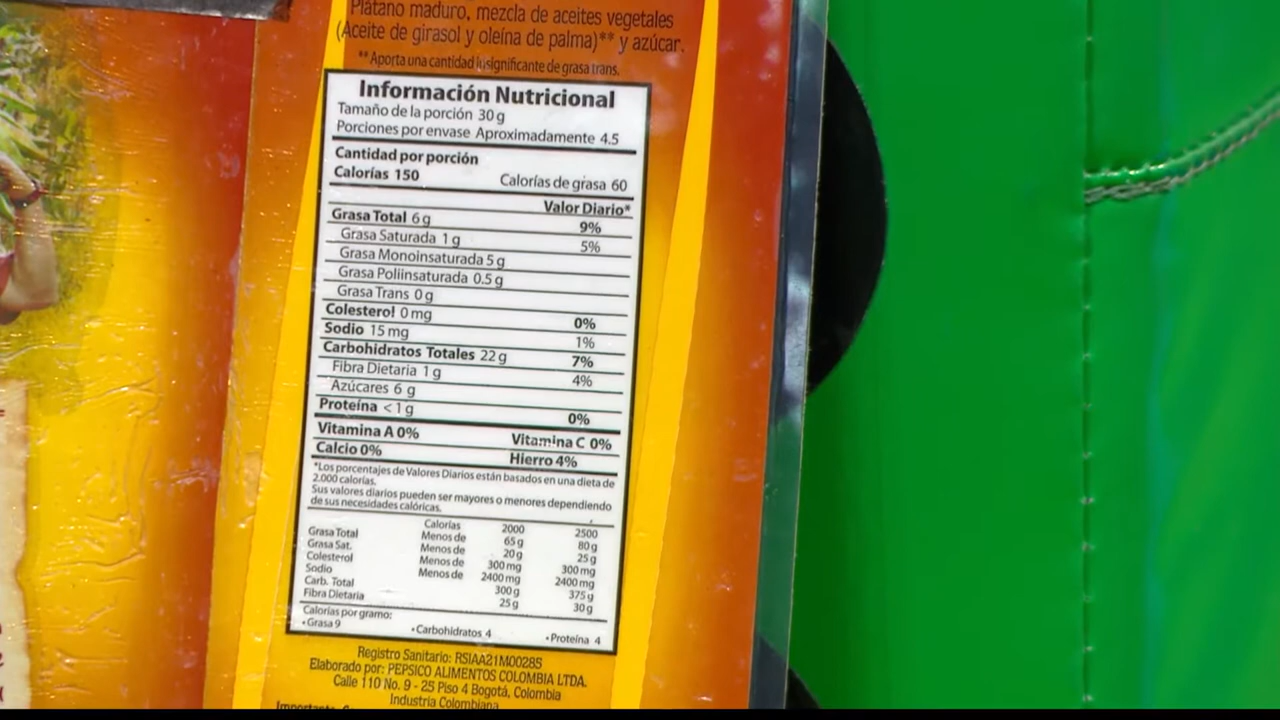 Plátano maduro, mezcla de aceites vegetales
(Aceite de girasol y oleína de palma)** y azúcar.
**Aporta una cantidad insignificante de grasa trans.
Información Nutricional
Tamaño de la porción 30 g
Porciones por envase Aproximadamente 4.5
Cantidad por porción
Calorías 150 Calorías de grasa 60
Valor Diario*
Grasa Total 6 g 9%
Grasa Saturada 1 g 5%
Grasa Monoinsaturada 5 g
Grasa Poliinsaturada 0.5 g
Grasa Trans 0 g
Colesterol 0 mg 0%
Sodio 15 mg 1%
Carbohidratos Totales 22 g 7%
Fibra Dietaria 1 g 4%
Azúcares 6 g
Proteína < 1 g 0%
Vitamina A 0% Vitamina C 0%
Calcio 0% Hierro 4%
*Los porcentajes de Valores Diarios están basados en una dieta de
2.000 calorías.
Sus valores diarios pueden ser mayores o menores dependiendo
de sus necesidades calóricas.
Calorías 2000 2500
Grasa Total Menos de 65 g 80 g
Grasa Sat. Menos de 20 g 25 g
Colesterol Menos de 300 mg 300 mg
Sodio Menos de 2400 mg 2400 mg
Carb. Total 300 g 375 g
Fibra Dietaria 25 g 30 g
Calorías por gramo:
•Grasa 9 •Carbohidratos 4 •Proteína 4
Registro Sanitario: RSIAA21M00285
Elaborado por: PEPSICO ALIMENTOS COLOMBIA LTDA.
Calle 110 No. 9 - 25 Piso 4 Bogotá, Colombia
Industria Colombiana